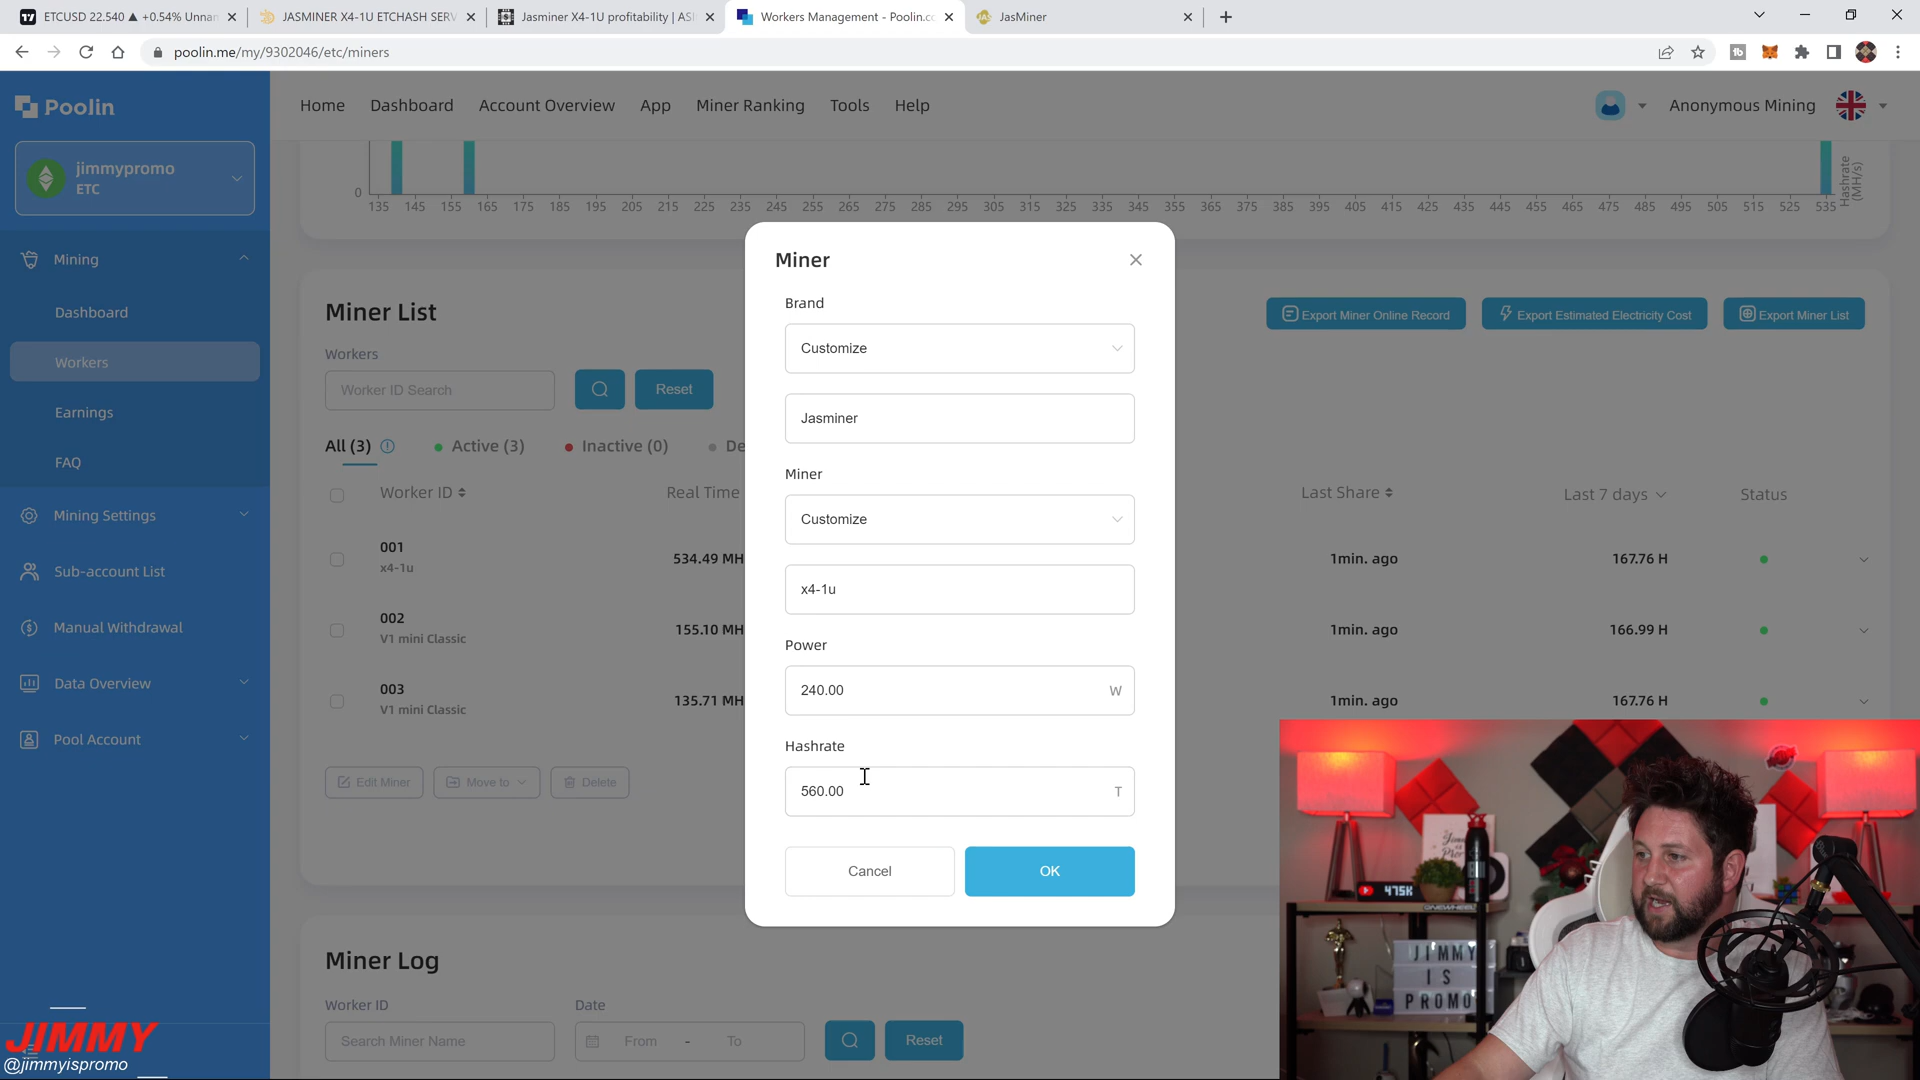 ETCUSD 22.540 ▲ +0.54% Unnan
JASMINER X4-1U ETCHASH SERV
Jasminer X4-1U profitability | ASI
Workers Management - Poolin.co
JasMiner
poolin.me/my/9302046/etc/miners
Poolin
Home Dashboard Account Overview App Miner Ranking Tools Help
Anonymous Mining
jimmypromo
ETC
Mining
Dashboard
Workers
Earnings
FAQ
Mining Settings
Sub-account List
Manual Withdrawal
Data Overview
Pool Account
0
135 145 155 165 175 185 195 205 215 225 235 245 255 265 275 285 295 305 315 325 335 345 355 365 375 385 395 405 415 425 435 445 455 465 475 485 495 505 515 525 535
Hashrate
(MH/s)
Miner List
Export Miner Online Record
Export Estimated Electricity Cost
Export Miner List
Workers
Worker ID Search
Reset
All (3) Active (3) Inactive (0) De
Worker ID Real Time Last Share Last 7 days Status
001
x4-1u
534.49 MH 1min. ago 167.76 H
002
V1 mini Classic
155.10 MH 1min. ago 166.99 H
003
V1 mini Classic
135.71 MH 1min. ago 167.76 H
Edit Miner Move to Delete
Miner
Brand
Customize
Jasminer
Miner
Customize
x4-1u
Power
240.00 W
Hashrate
560.00 T
Cancel OK
Miner Log
Worker ID Date
Search Miner Name From - To Reset
JIMMY
@jimmyispromo
475K
ONEWHEEL
JIMMY
IS
PROMO